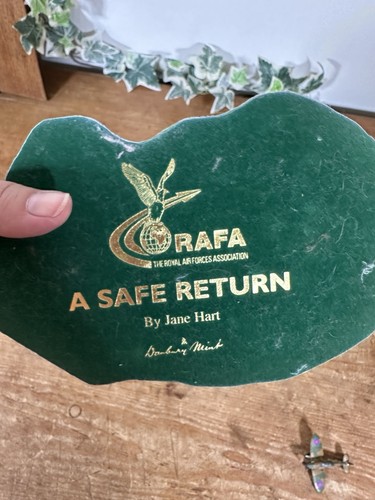 RAFA
THE ROYAL AIR FORCES ASSOCIATION
A SAFE RETURN
By Jane Hart
&
Danbury Mint